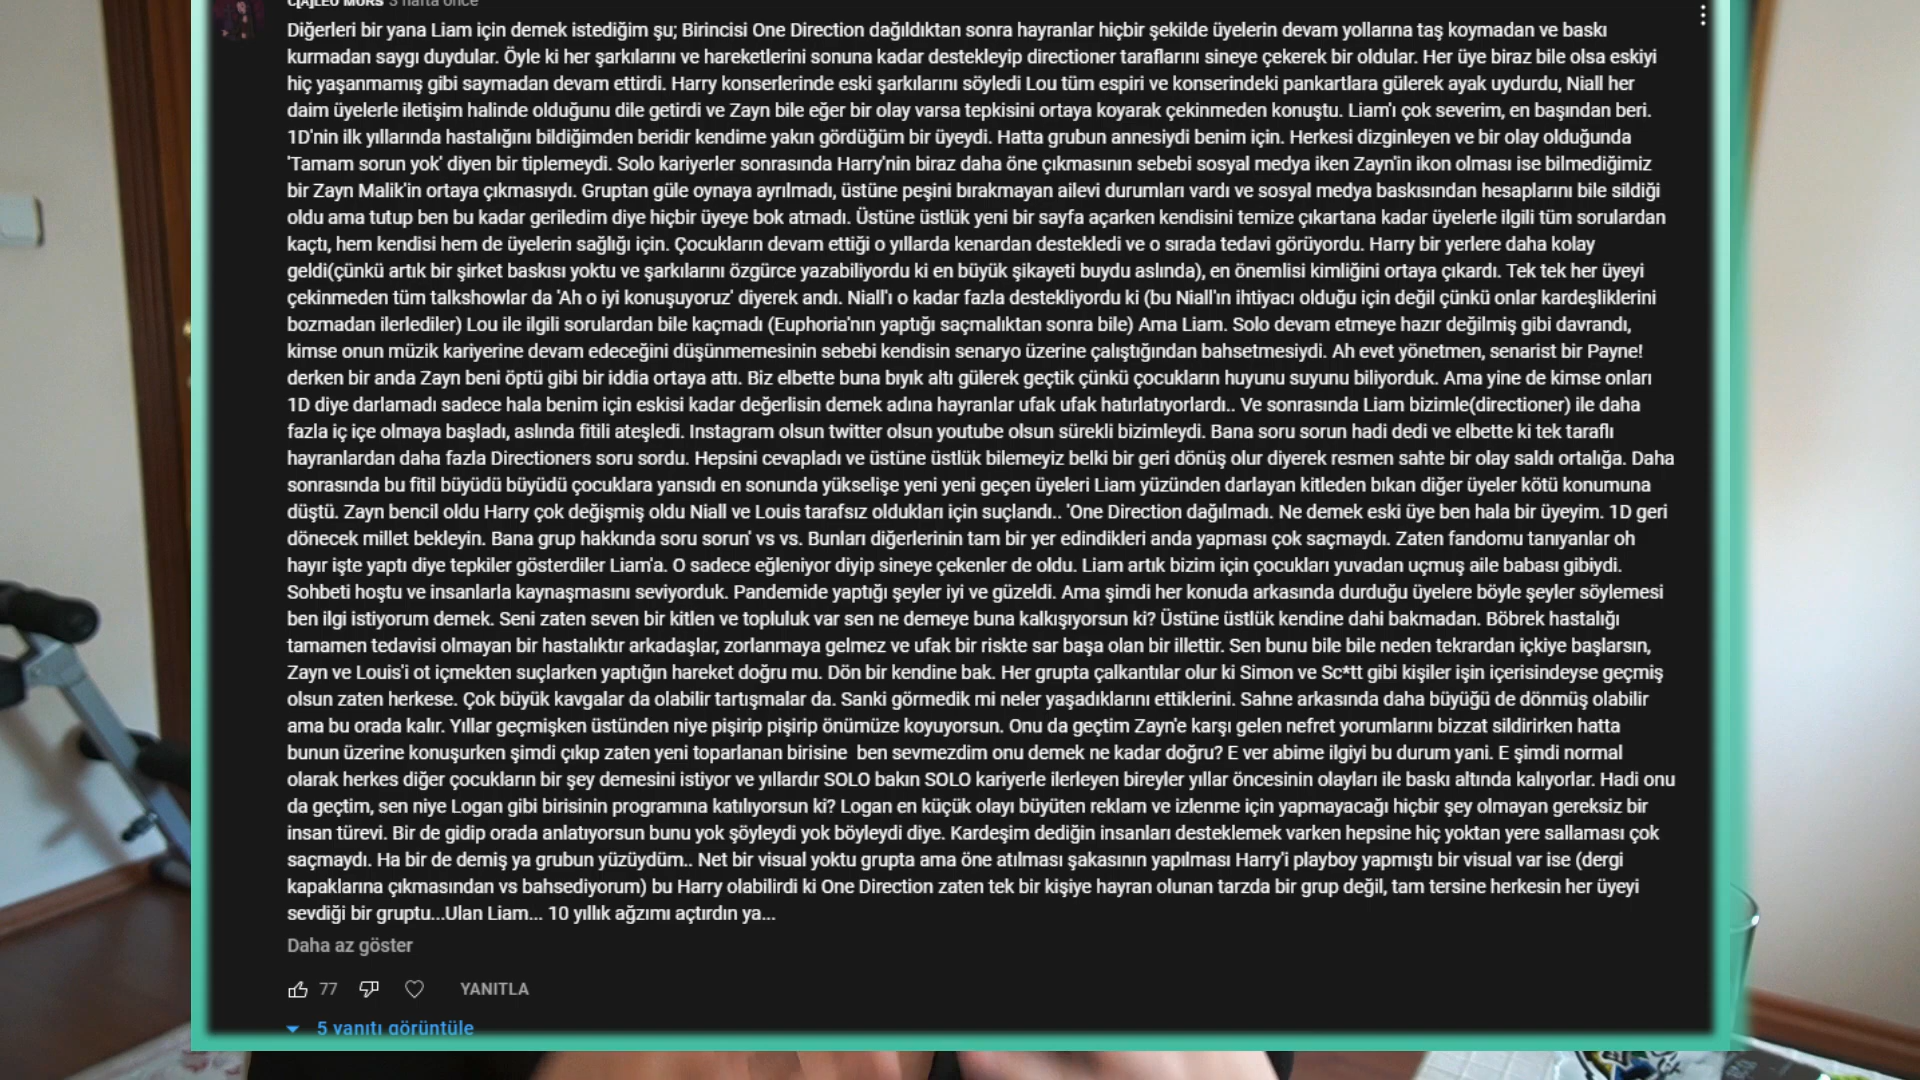 C[A]LEO MORS 3 hafta önce
Diğerleri bir yana Liam için demek istediğim şu; Birincisi One Direction dağıldıktan sonra hayranlar hiçbir şekilde üyelerin devam yollarına taş koymadan ve baskı
kurmadan saygı duydular. Öyle ki her şarkılarını ve hareketlerini sonuna kadar destekleyip directioner taraflarını sineye çekerek bir oldular. Her üye biraz bile olsa eskiyi
hiç yaşanmamış gibi saymadan devam ettirdi. Harry konserlerinde eski şarkılarını söyledi Lou tüm espiri ve konserindeki pankartlara gülerek ayak uydurdu, Niall her
daim üyelerle iletişim halinde olduğunu dile getirdi ve Zayn bile eğer bir olay varsa tepkisini ortaya koyarak çekinmeden konuştu. Liam'ı çok severim, en başından beri.
1D'nin ilk yıllarında hastalığını bildiğimden beridir kendime yakın gördüğüm bir üyeydi. Hatta grubun annesiydi benim için. Herkesi dizginleyen ve bir olay olduğunda
'Tamam sorun yok' diyen bir tiplemeydi. Solo kariyerler sonrasında Harry'nin biraz daha öne çıkmasının sebebi sosyal medya iken Zayn'in ikon olması ise bilmediğimiz
bir Zayn Malik'in ortaya çıkmasıydı. Gruptan güle oynaya ayrılmadı, üstüne peşini bırakmayan ailevi durumları vardı ve sosyal medya baskısından hesaplarını bile sildiği
oldu ama tutup ben bu kadar geriledim diye hiçbir üyeye bok atmadı. Üstüne üstlük yeni bir sayfa açarken kendisini temize çıkartana kadar üyelerle ilgili tüm sorulardan
kaçtı, hem kendisi hem de üyelerin sağlığı için. Çocukların devam ettiği o yıllarda kenardan destekledi ve o sırada tedavi görüyordu. Harry bir yerlere daha kolay
geldi(çünkü artık bir şirket baskısı yoktu ve şarkılarını özgürce yazabiliyordu ki en büyük şikayeti buydu aslında), en önemlisi kimliğini ortaya çıkardı. Tek tek her üyeyi
çekinmeden tüm talkshowlar da 'Ah o iyi konuşuyoruz' diyerek andı. Niall'ı o kadar fazla destekliyordu ki (bu Niall'ın ihtiyacı olduğu için değil çünkü onlar kardeşliklerini
bozmadan ilerlediler) Lou ile ilgili sorulardan bile kaçmadı (Euphoria'nın yaptığı saçmalıktan sonra bile) Ama Liam. Solo devam etmeye hazır değilmiş gibi davrandı,
kimse onun müzik kariyerine devam edeceğini düşünmemesinin sebebi kendisin senaryo üzerine çalıştığından bahsetmesiydi. Ah evet yönetmen, senarist bir Payne!
derken bir anda Zayn beni öptü gibi bir iddia ortaya attı. Biz elbette buna bıyık altı gülerek geçtik çünkü çocukların huyunu suyunu biliyorduk. Ama yine de kimse onları
1D diye darlamadı sadece hala benim için eskisi kadar değerlisin demek adına hayranlar ufak ufak hatırlatıyorlardı.. Ve sonrasında Liam bizimle(directioner) ile daha
fazla iç içe olmaya başladı, aslında fitili ateşledi. Instagram olsun twitter olsun youtube olsun sürekli bizimleydi. Bana soru sorun hadi dedi ve elbette ki tek taraflı
hayranlardan daha fazla Directioners soru sordu. Hepsini cevapladı ve üstüne üstlük bilemeyiz belki bir geri dönüş olur diyerek resmen sahte bir olay saldı ortalığa. Daha
sonrasında bu fitil büyüdü büyüdü çocuklara yansıdı en sonunda yükselişe yeni yeni geçen üyeleri Liam yüzünden darlayan kitleden bıkan diğer üyeler kötü konumuna
düştü. Zayn bencil oldu Harry çok değişmiş oldu Niall ve Louis tarafsız oldukları için suçlandı.. 'One Direction dağılmadı. Ne demek eski üye ben hala bir üyeyim. 1D geri
dönecek millet bekleyin. Bana grup hakkında soru sorun' vs vs. Bunları diğerlerinin tam bir yer edindikleri anda yapması çok saçmaydı. Zaten fandomu tanıyanlar oh
hayır işte yaptı diye tepkiler gösterdiler Liam'a. O sadece eğleniyor diyip sineye çekenler de oldu. Liam artık bizim için çocukları yuvadan uçmuş aile babası gibiydi.
Sohbeti hoştu ve insanlarla kaynaşmasını seviyorduk. Pandemide yaptığı şeyler iyi ve güzeldi. Ama şimdi her konuda arkasında durduğu üyelere böyle şeyler söylemesi
ben ilgi istiyorum demek. Seni zaten seven bir kitlen ve topluluk var sen ne demeye buna kalkışıyorsun ki? Üstüne üstlük kendine dahi bakmadan. Böbrek hastalığı
tamamen tedavisi olmayan bir hastalıktır arkadaşlar, zorlanmaya gelmez ve ufak bir riskte sar başa olan bir illettir. Sen bunu bile bile neden tekrardan içkiye başlarsın,
Zayn ve Louis'i ot içmekten suçlarken yaptığın hareket doğru mu. Dön bir kendine bak. Her grupta çalkantılar olur ki Simon ve Sc*tt gibi kişiler işin içerisindeyse geçmiş
olsun zaten herkese. Çok büyük kavgalar da olabilir tartışmalar da. Sanki görmedik mi neler yaşadıklarını ettiklerini. Sahne arkasında daha büyüğü de dönmüş olabilir
ama bu orada kalır. Yıllar geçmişken üstünden niye pişirip pişirip önümüze koyuyorsun. Onu da geçtim Zayn'e karşı gelen nefret yorumlarını bizzat sildirirken hatta
bunun üzerine konuşurken şimdi çıkıp zaten yeni toparlanan birisine  ben sevmezdim onu demek ne kadar doğru? E ver abime ilgiyi bu durum yani. E şimdi normal
olarak herkes diğer çocukların bir şey demesini istiyor ve yıllardır SOLO bakın SOLO kariyerle ilerleyen bireyler yıllar öncesinin olayları ile baskı altında kalıyorlar. Hadi onu
da geçtim, sen niye Logan gibi birisinin programına katılıyorsun ki? Logan en küçük olayı büyüten reklam ve izlenme için yapmayacağı hiçbir şey olmayan gereksiz bir
insan türevi. Bir de gidip orada anlatıyorsun bunu yok şöyleydi yok böyleydi diye. Kardeşim dediğin insanları desteklemek varken hepsine hiç yoktan yere sallaması çok
saçmaydı. Ha bir de demiş ya grubun yüzüydüm.. Net bir visual yoktu grupta ama öne atılması şakasının yapılması Harry'i playboy yapmıştı bir visual var ise (dergi
kapaklarına çıkmasından vs bahsediyorum) bu Harry olabilirdi ki One Direction zaten tek bir kişiye hayran olunan tarzda bir grup değil, tam tersine herkesin her üyeyi
sevdiği bir gruptu...Ulan Liam... 10 yıllık ağzımı açtırdın ya...
Daha az göster
77 YANITLA
5 yanıtı görüntüle